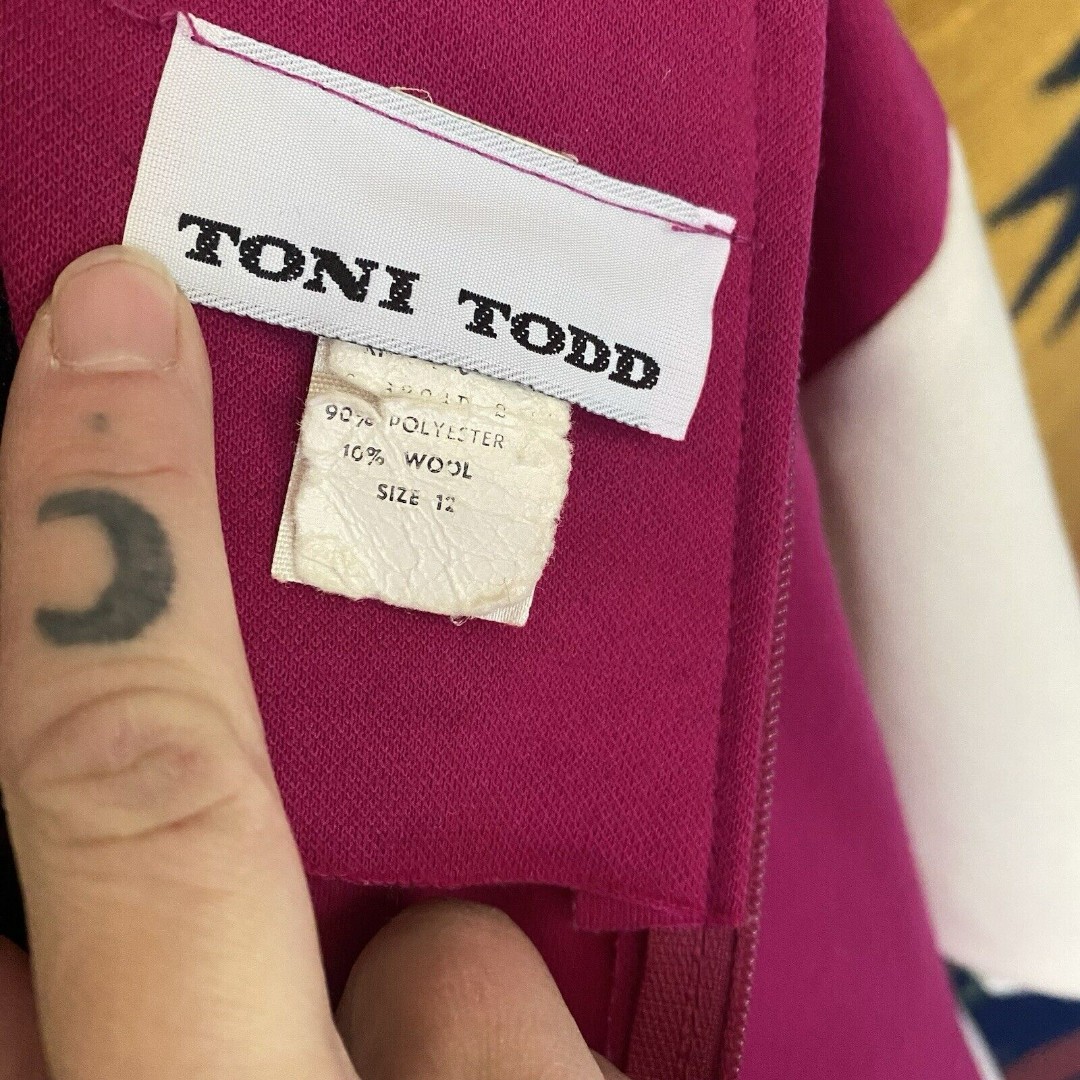 TONI TODD
90% POLYESTER
10% WOOL
SIZE 12